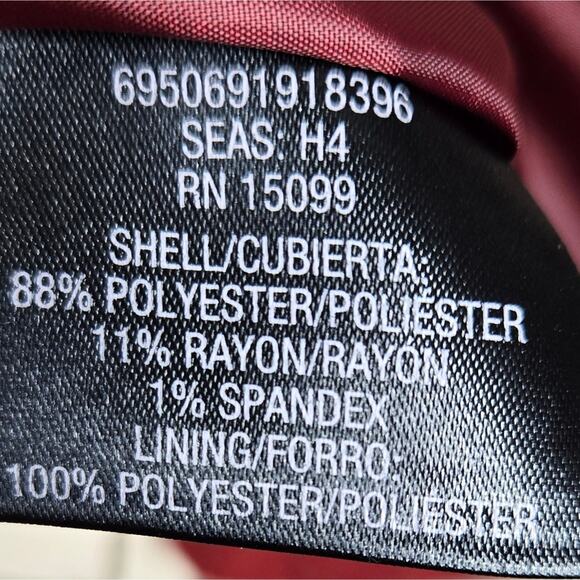 6950691918396
SEAS: H4
RN 15099
SHELL/CUBIERTA:
88% POLYESTER/POLIÉSTER
11% RAYON/RAYÓN
1% SPANDEX
LINING/FORRO:
100% POLYESTER/POLIÉSTER